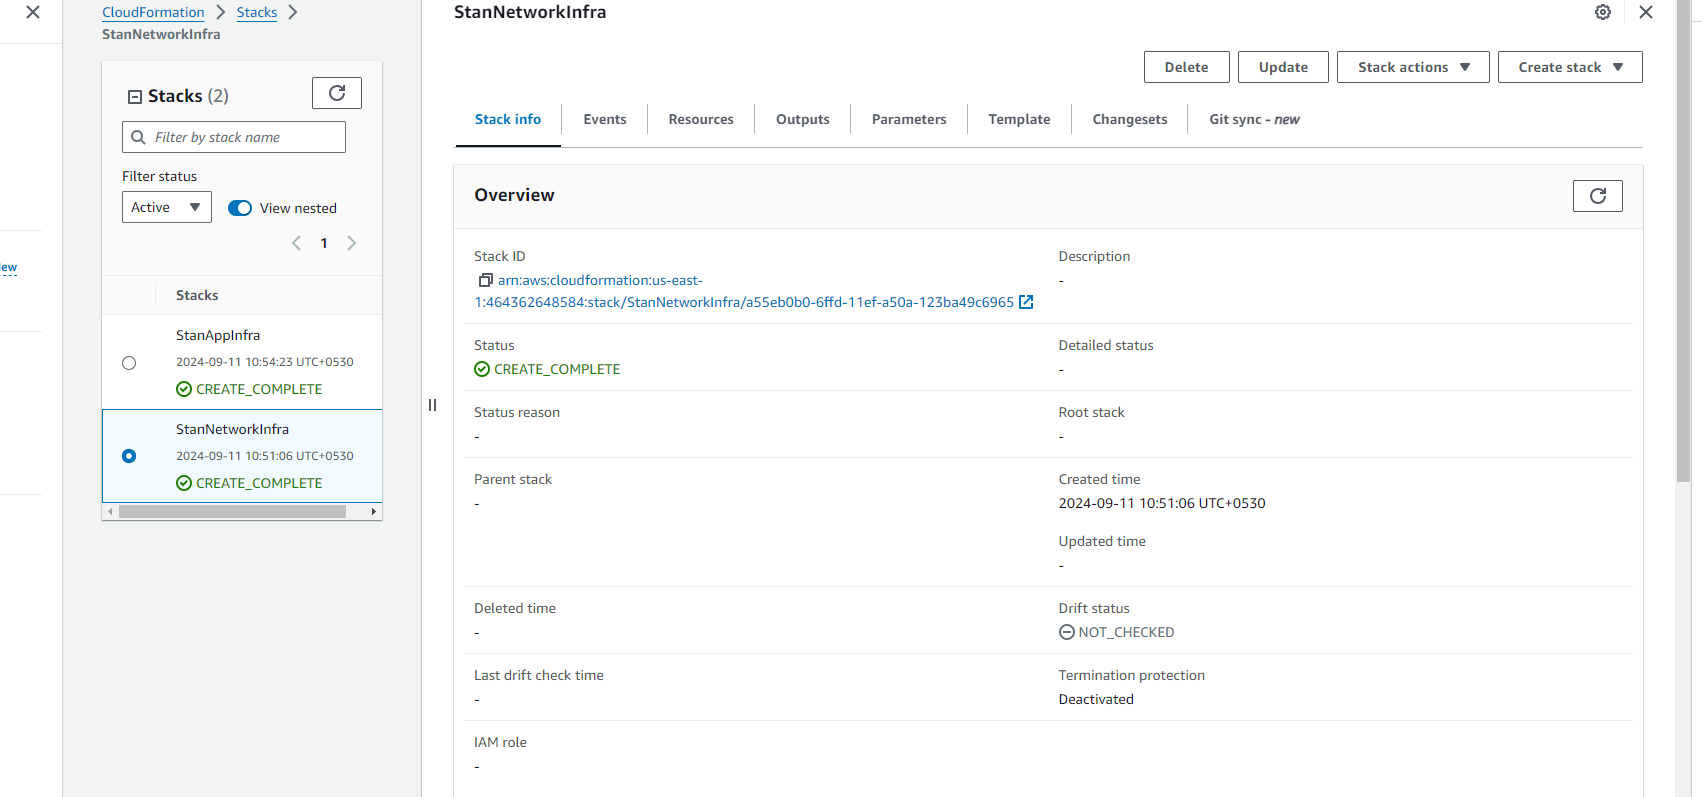 CloudFormation
Stacks
StanNetworkInfra
Stacks (2)
Filter by stack name
Filter status
Active
View nested
1
Stacks
StanAppInfra
2024-09-11 10:54:23 UTC+0530
CREATE_COMPLETE
StanNetworkInfra
2024-09-11 10:51:06 UTC+0530
CREATE_COMPLETE
StanNetworkInfra
Delete
Update
Stack actions
Create stack
Stack info
Events
Resources
Outputs
Parameters
Template
Changesets
Git sync - new
Overview
Stack ID
arn:aws:cloudformation:us-east-
1:464362648584:stack/StanNetworkInfra/a55eb0b0-6ffd-11ef-a50a-123ba49c6965
Description
-
Status
CREATE_COMPLETE
Detailed status
-
Status reason
-
Root stack
-
Parent stack
-
Created time
2024-09-11 10:51:06 UTC+0530
Updated time
-
Deleted time
-
Drift status
NOT_CHECKED
Last drift check time
-
Termination protection
Deactivated
IAM role
-